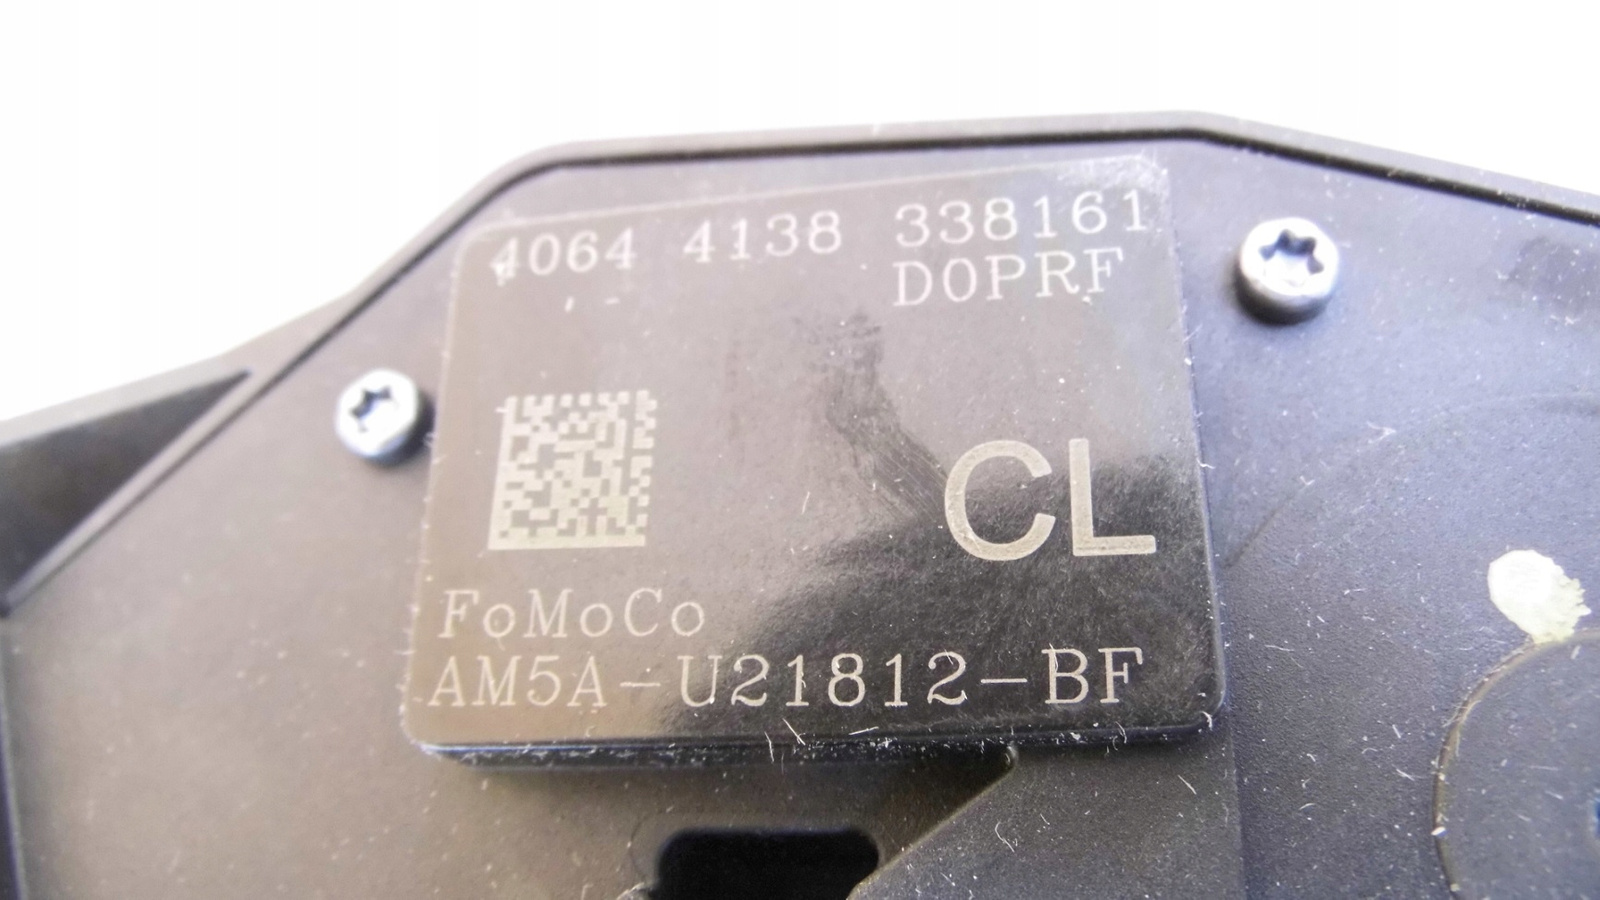 4064 4138 338161
D0PRF
CL
FoMoCo
AM5A-U21812-BF